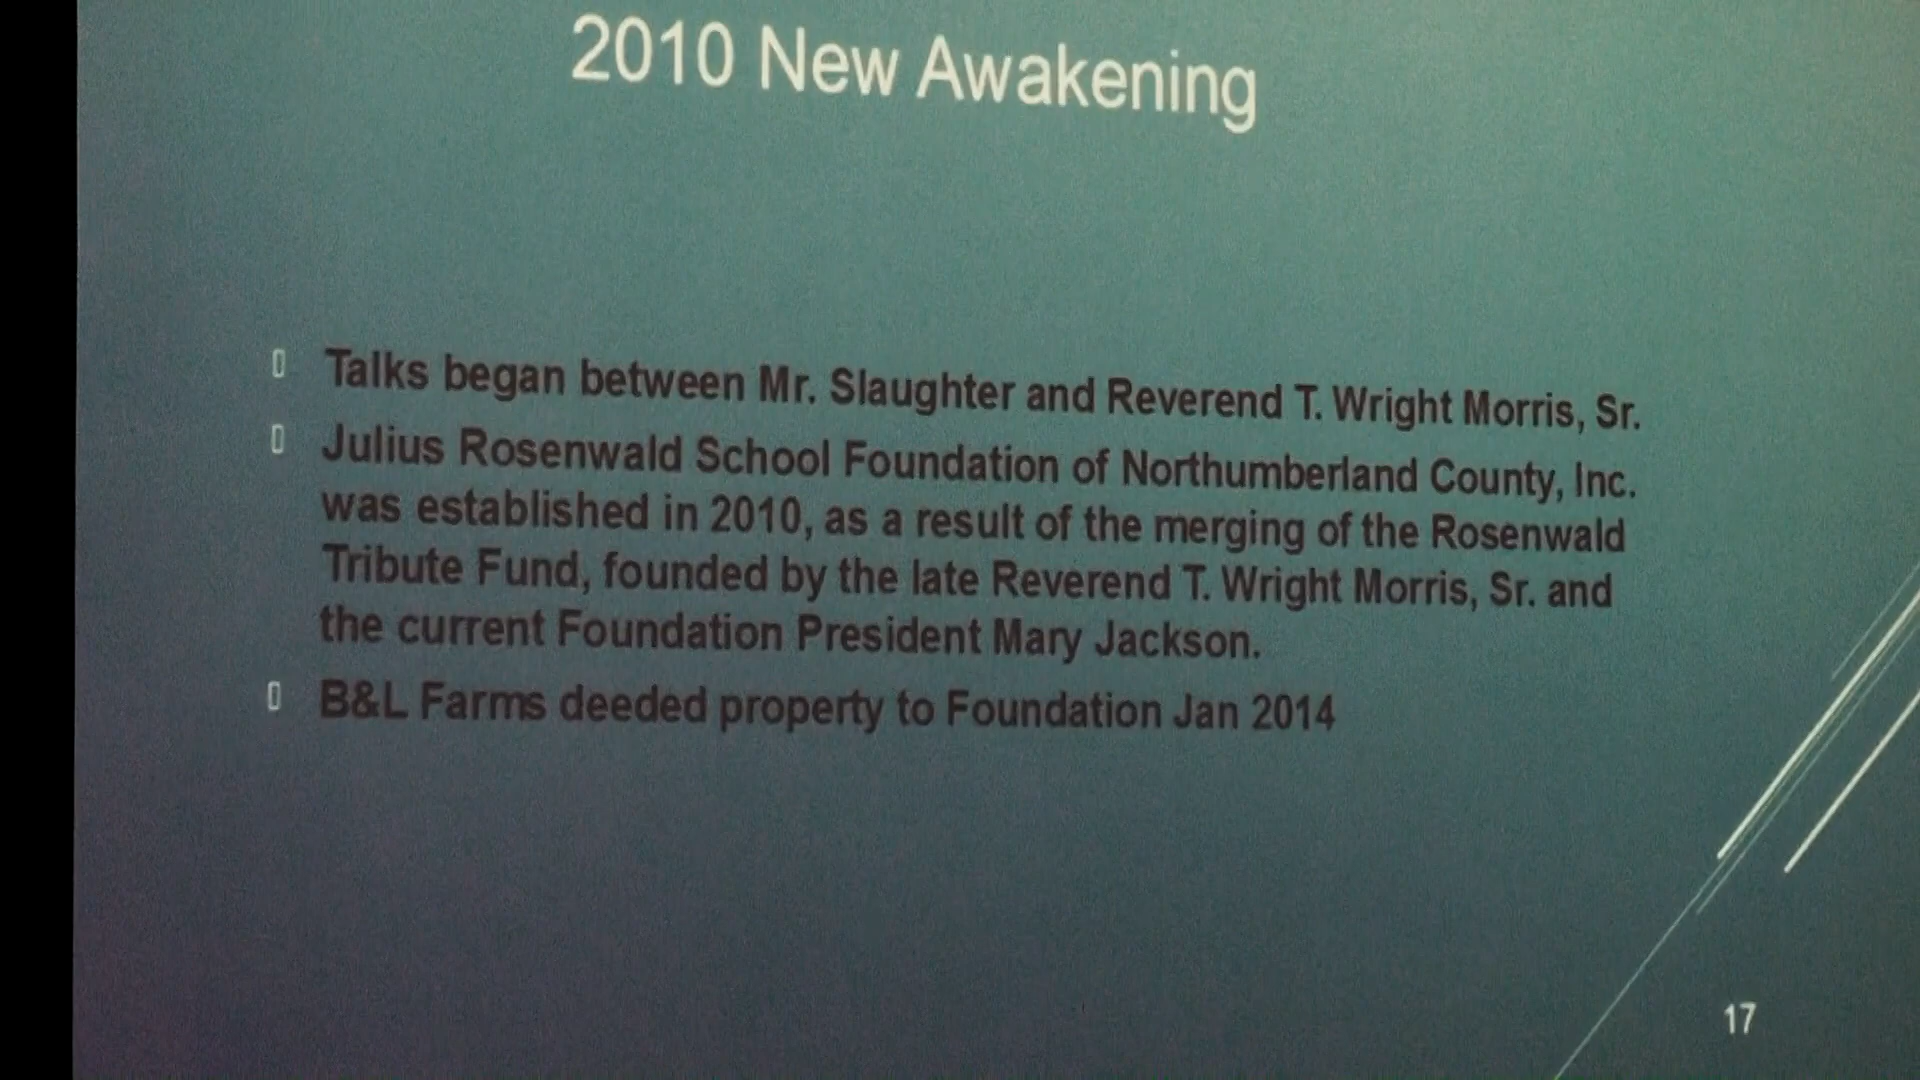 2010 New Awakening
Talks began between Mr. Slaughter and Reverend T. Wright Morris, Sr.
Julius Rosenwald School Foundation of Northumberland County, Inc.
was established in 2010, as a result of the merging of the Rosenwald
Tribute Fund, founded by the late Reverend T. Wright Morris, Sr. and
the current Foundation President Mary Jackson.
B&L Farms deeded property to Foundation Jan 2014
17